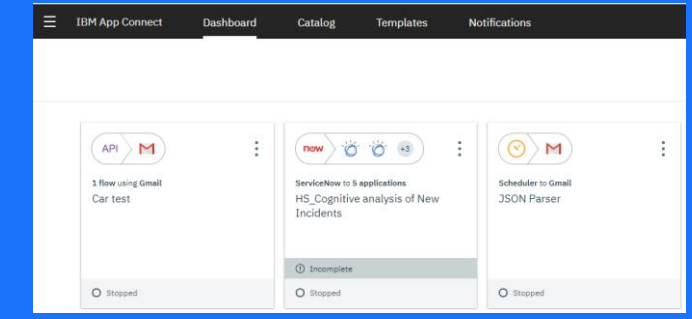 IBM App Connect Dashboard Catalog Templates Notifications
API
1 flow using Gmail
Car test
Stopped
now +3
ServiceNow to 5 applications
HS_Cognitive analysis of New
Incidents
Incomplete
Stopped
Scheduler to Gmail
JSON Parser
Stopped